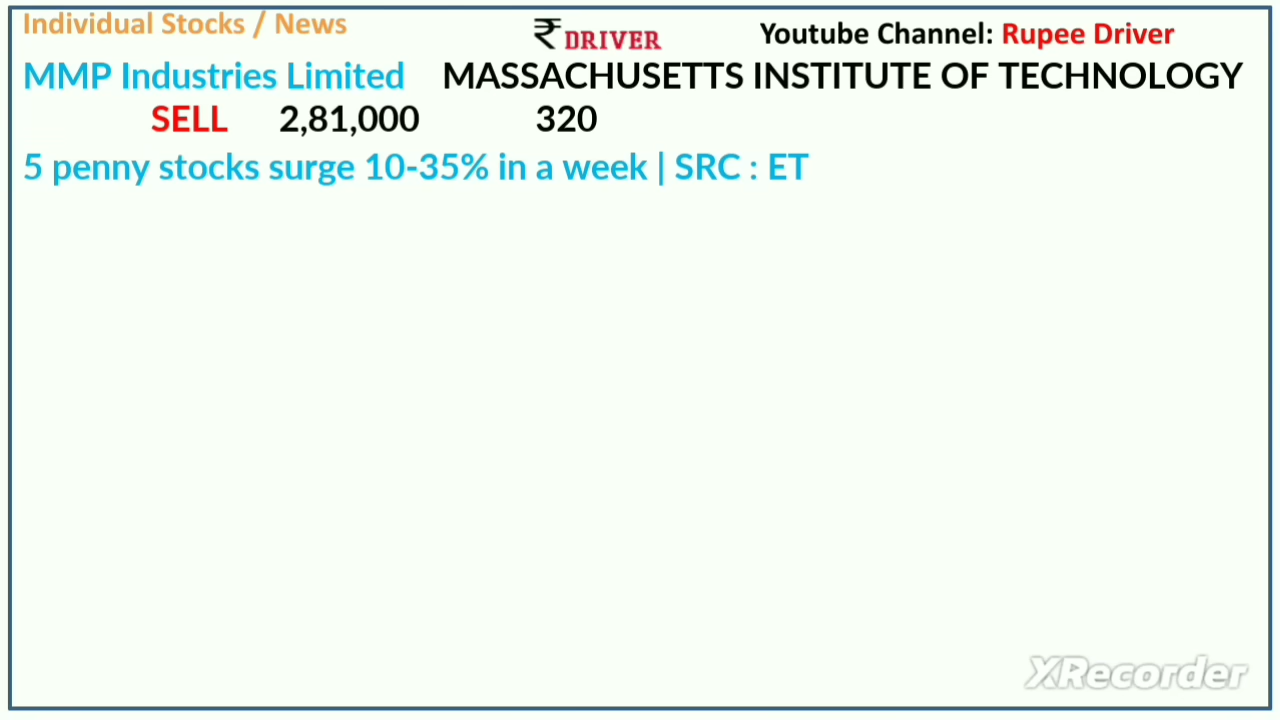 Individual Stocks / News
₹ DRIVER
Youtube Channel: Rupee Driver
MMP Industries Limited MASSACHUSETTS INSTITUTE OF TECHNOLOGY
SELL 2,81,000 320
5 penny stocks surge 10-35% in a week | SRC : ET
XRecorder